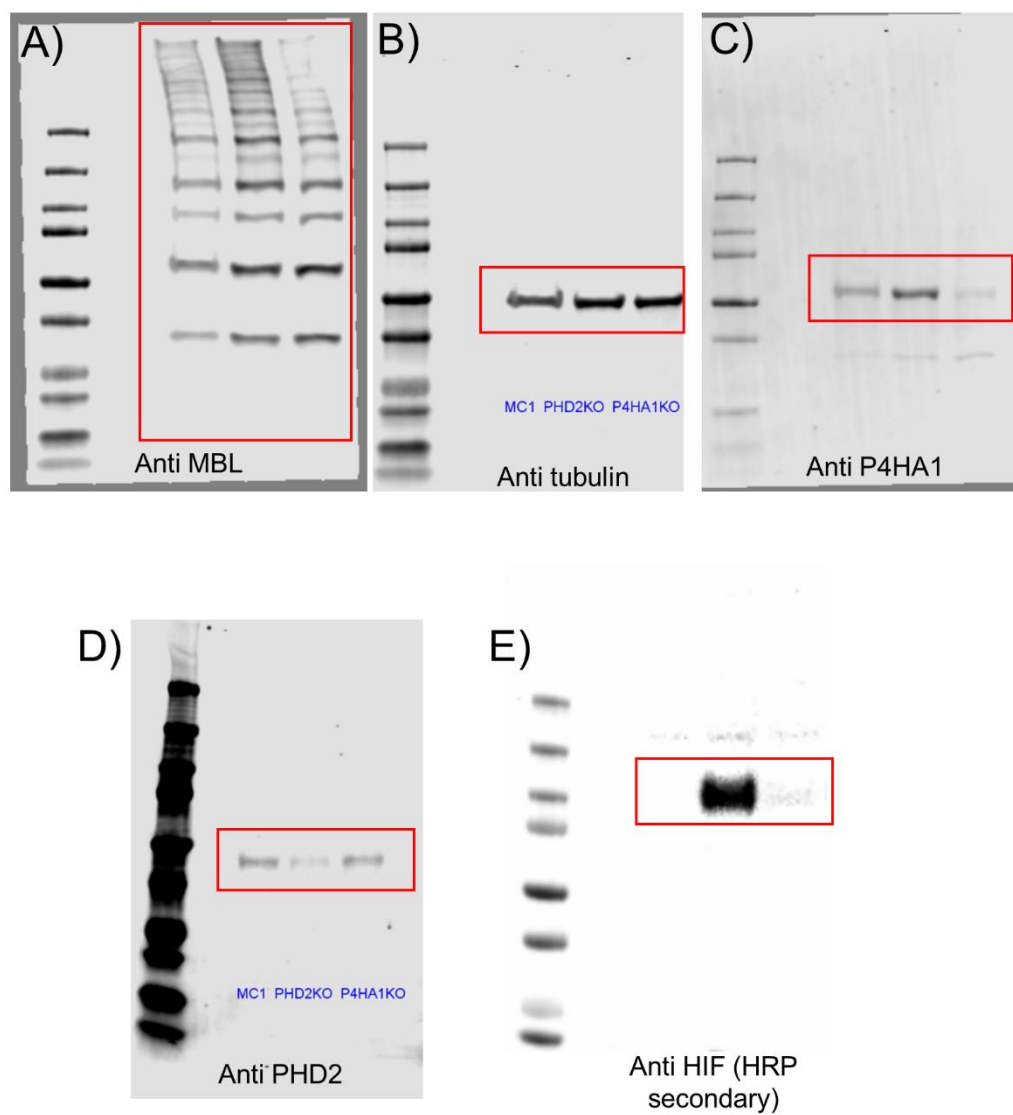 A)
B)
C)
MC1 PHD2KO P4HA1KO
Anti MBL
Anti tubulin
Anti P4HA1
D)
E)
MC1 PHD2KO P4HA1KO
Anti PHD2
Anti HIF (HRP
secondary)